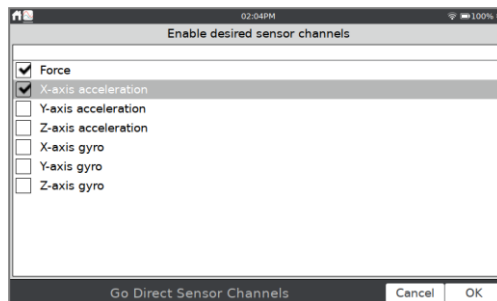 02:04PM
100%
Enable desired sensor channels
Force
X-axis acceleration
Y-axis acceleration
Z-axis acceleration
X-axis gyro
Y-axis gyro
Z-axis gyro
Go Direct Sensor Channels
Cancel
OK